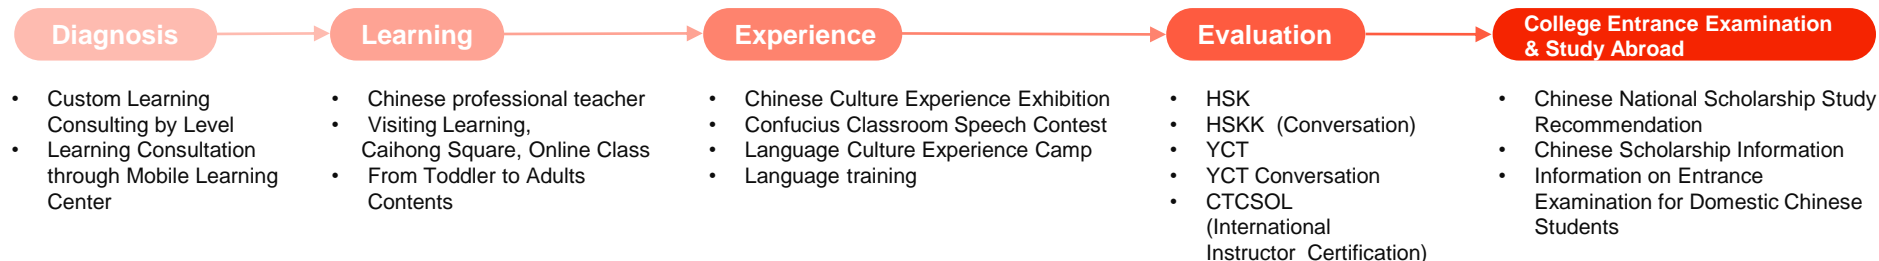 Diagnosis
• Custom Learning
Consulting by Level
• Learning Consultation
through Mobile Learning
Center
Learning
• Chinese professional teacher
• Visiting Learning,
Caihong Square, Online Class
• From Toddler to Adults
Contents
Experience
• Chinese Culture Experience Exhibition
• Confucius Classroom Speech Contest
• Language Culture Experience Camp
• Language training
Evaluation
• HSK
• HSKK (Conversation)
• YCT
• YCT Conversation
• CTCSOL
(International
Instructor Certification)
College Entrance Examination
& Study Abroad
• Chinese National Scholarship Study
Recommendation
• Chinese Scholarship Information
• Information on Entrance
Examination for Domestic Chinese
Students